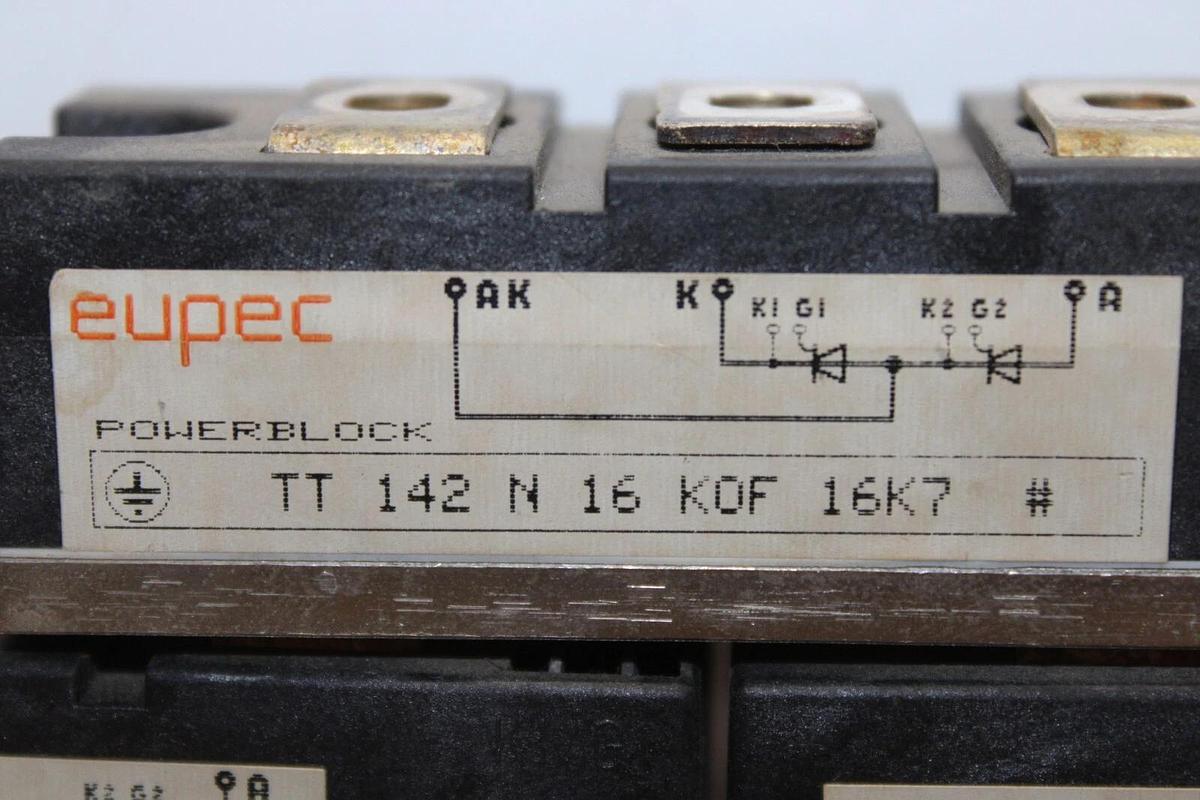 eupec
AK K A
K1 G1 K2 G2
POWERBLOCK
TT 142 N 16 KOF 16K7 #
K2 G2 A